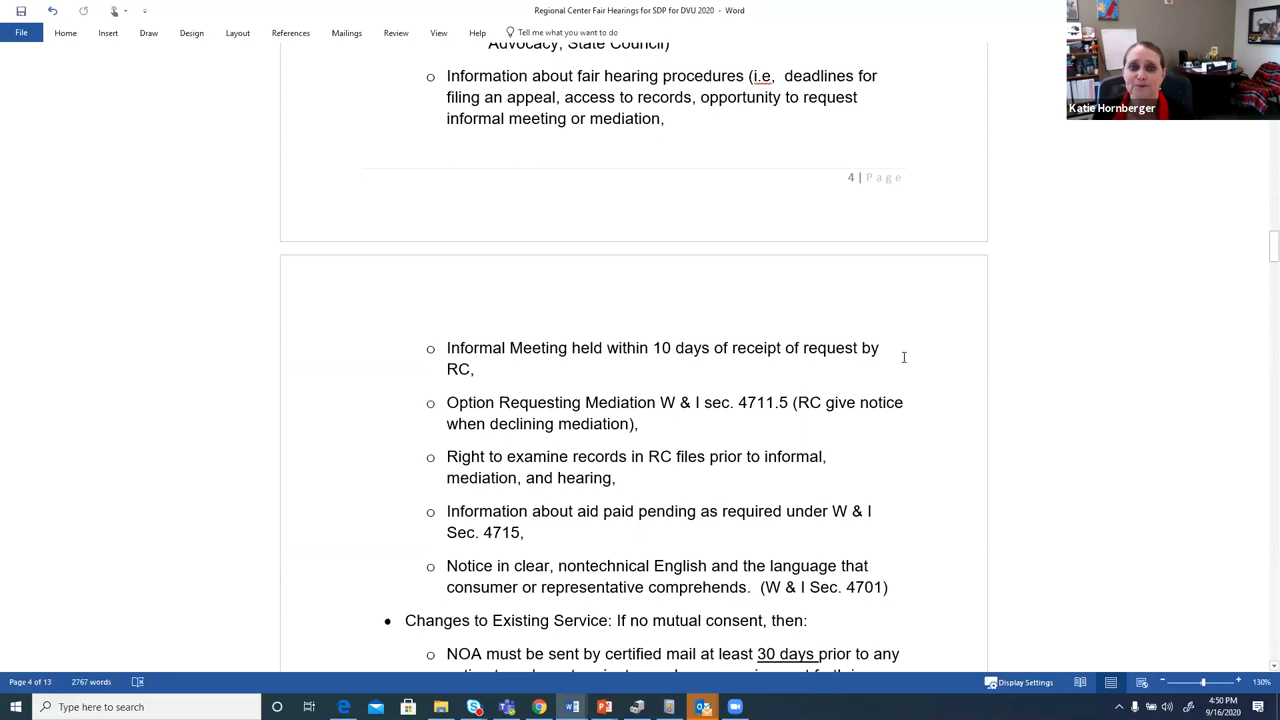 Regional Center Fair Hearings for SDP for DVU 2020 - Word
File Home Insert Draw Design Layout References Mailings Review View Help Tell me what you want to do
Katie Hornberger
Advocacy, State Council)
o Information about fair hearing procedures (i.e, deadlines for
filing an appeal, access to records, opportunity to request
informal meeting or mediation,
4 | Page
o Informal Meeting held within 10 days of receipt of request by
RC,
o Option Requesting Mediation W & I sec. 4711.5 (RC give notice
when declining mediation),
o Right to examine records in RC files prior to informal,
mediation, and hearing,
o Information about aid paid pending as required under W & I
Sec. 4715,
o Notice in clear, nontechnical English and the language that
consumer or representative comprehends. (W & I Sec. 4701)
• Changes to Existing Service: If no mutual consent, then:
o NOA must be sent by certified mail at least 30 days prior to any
Page 4 of 13 2767 words Display Settings 130%
Type here to search
4:50 PM
9/16/2020